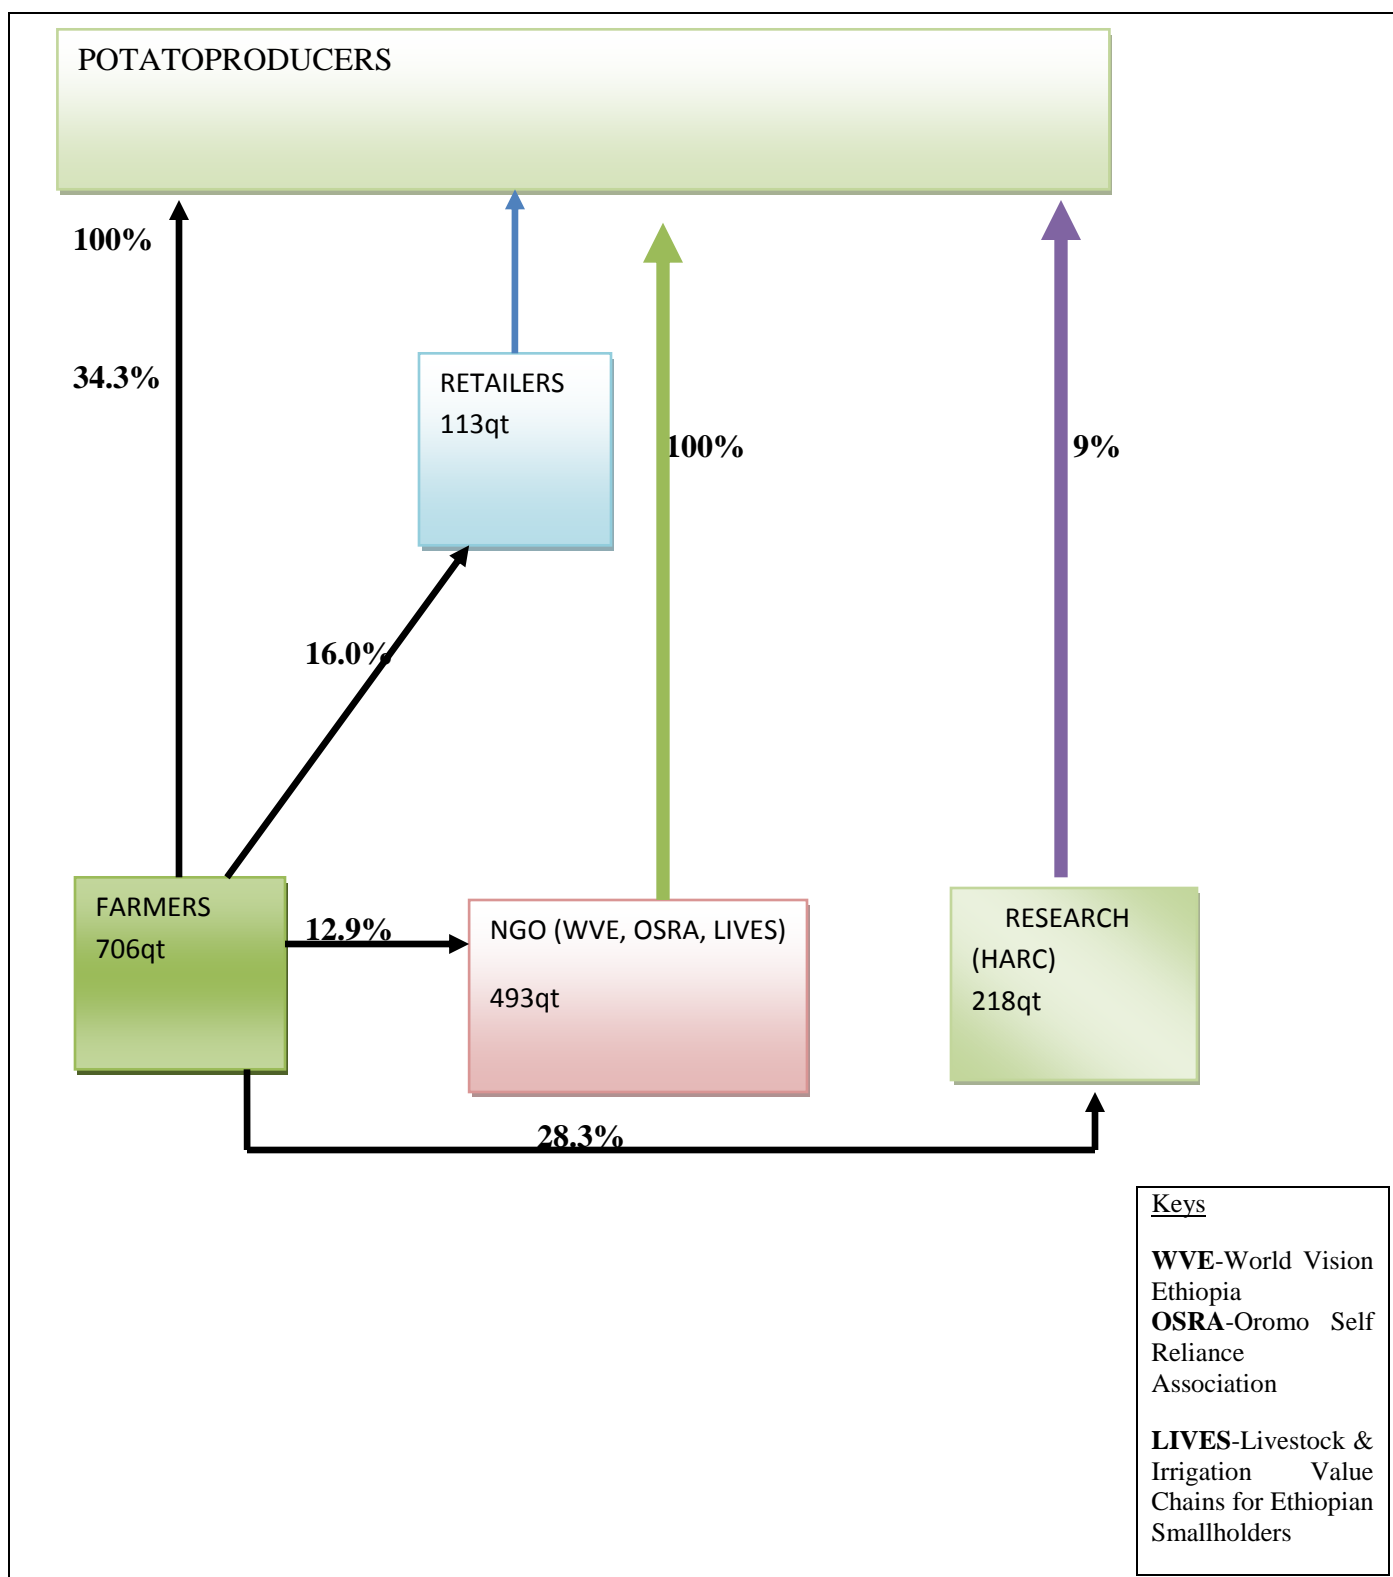 POTATOPRODUCERS
100%
34.3%
RETAILERS
113qt
100%
9%
16.0%
FARMERS
706qt
12.9%
NGO (WVE, OSRA, LIVES)
493qt
RESEARCH
(HARC)
218qt
28.3%
Keys
WVE-World Vision
Ethiopia
OSRA-Oromo Self
Reliance
Association
LIVES-Livestock &
Irrigation Value
Chains for Ethiopian
Smallholders